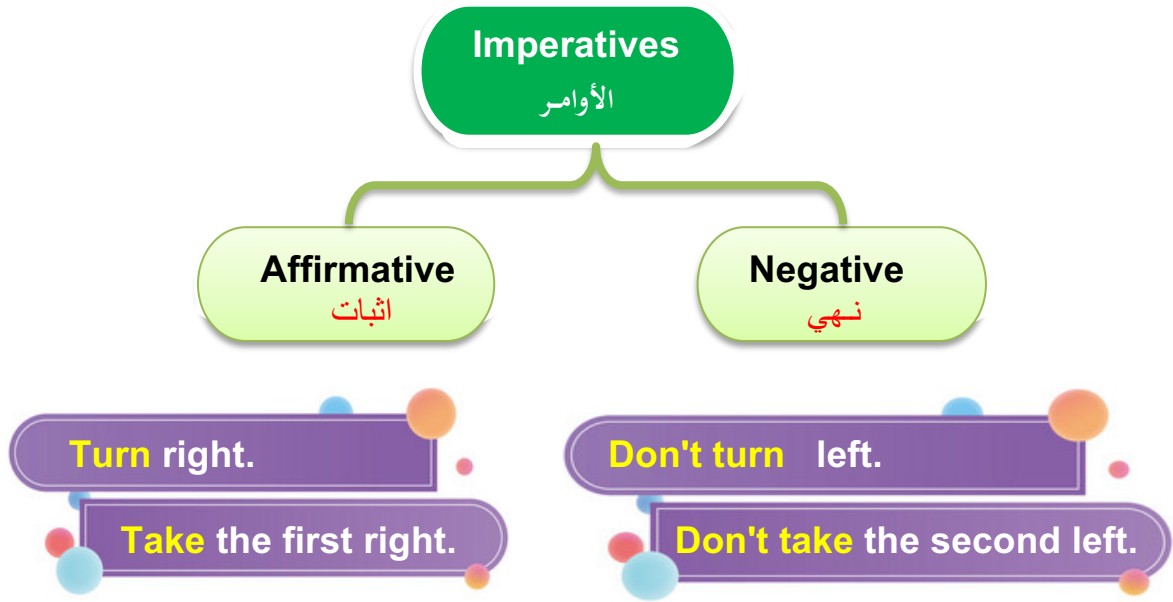 Imperatives
الأوامـر
Affirmative
اثبات
Negative
نـهي
Turn right.
Take the first right.
Don't turn left.
Don't take the second left.